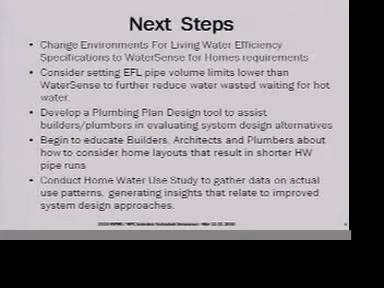 Next Steps
• Change Environments For Living Water Efficiency
Specifications to WaterSense for Homes requirements
• Consider setting EFL pipe volume limits lower than
WaterSense to further reduce water wasted waiting for hot
water.
• Develop a Plumbing Plan Design tool to assist
builders/plumbers in evaluating system design alternatives
• Begin to educate Builders, Architects and Plumbers about
how to consider home layouts that result in shorter HW
pipe runs
• Conduct Home Water Use Study to gather data on actual
use patterns, generating insights that relate to improved
system design approaches.